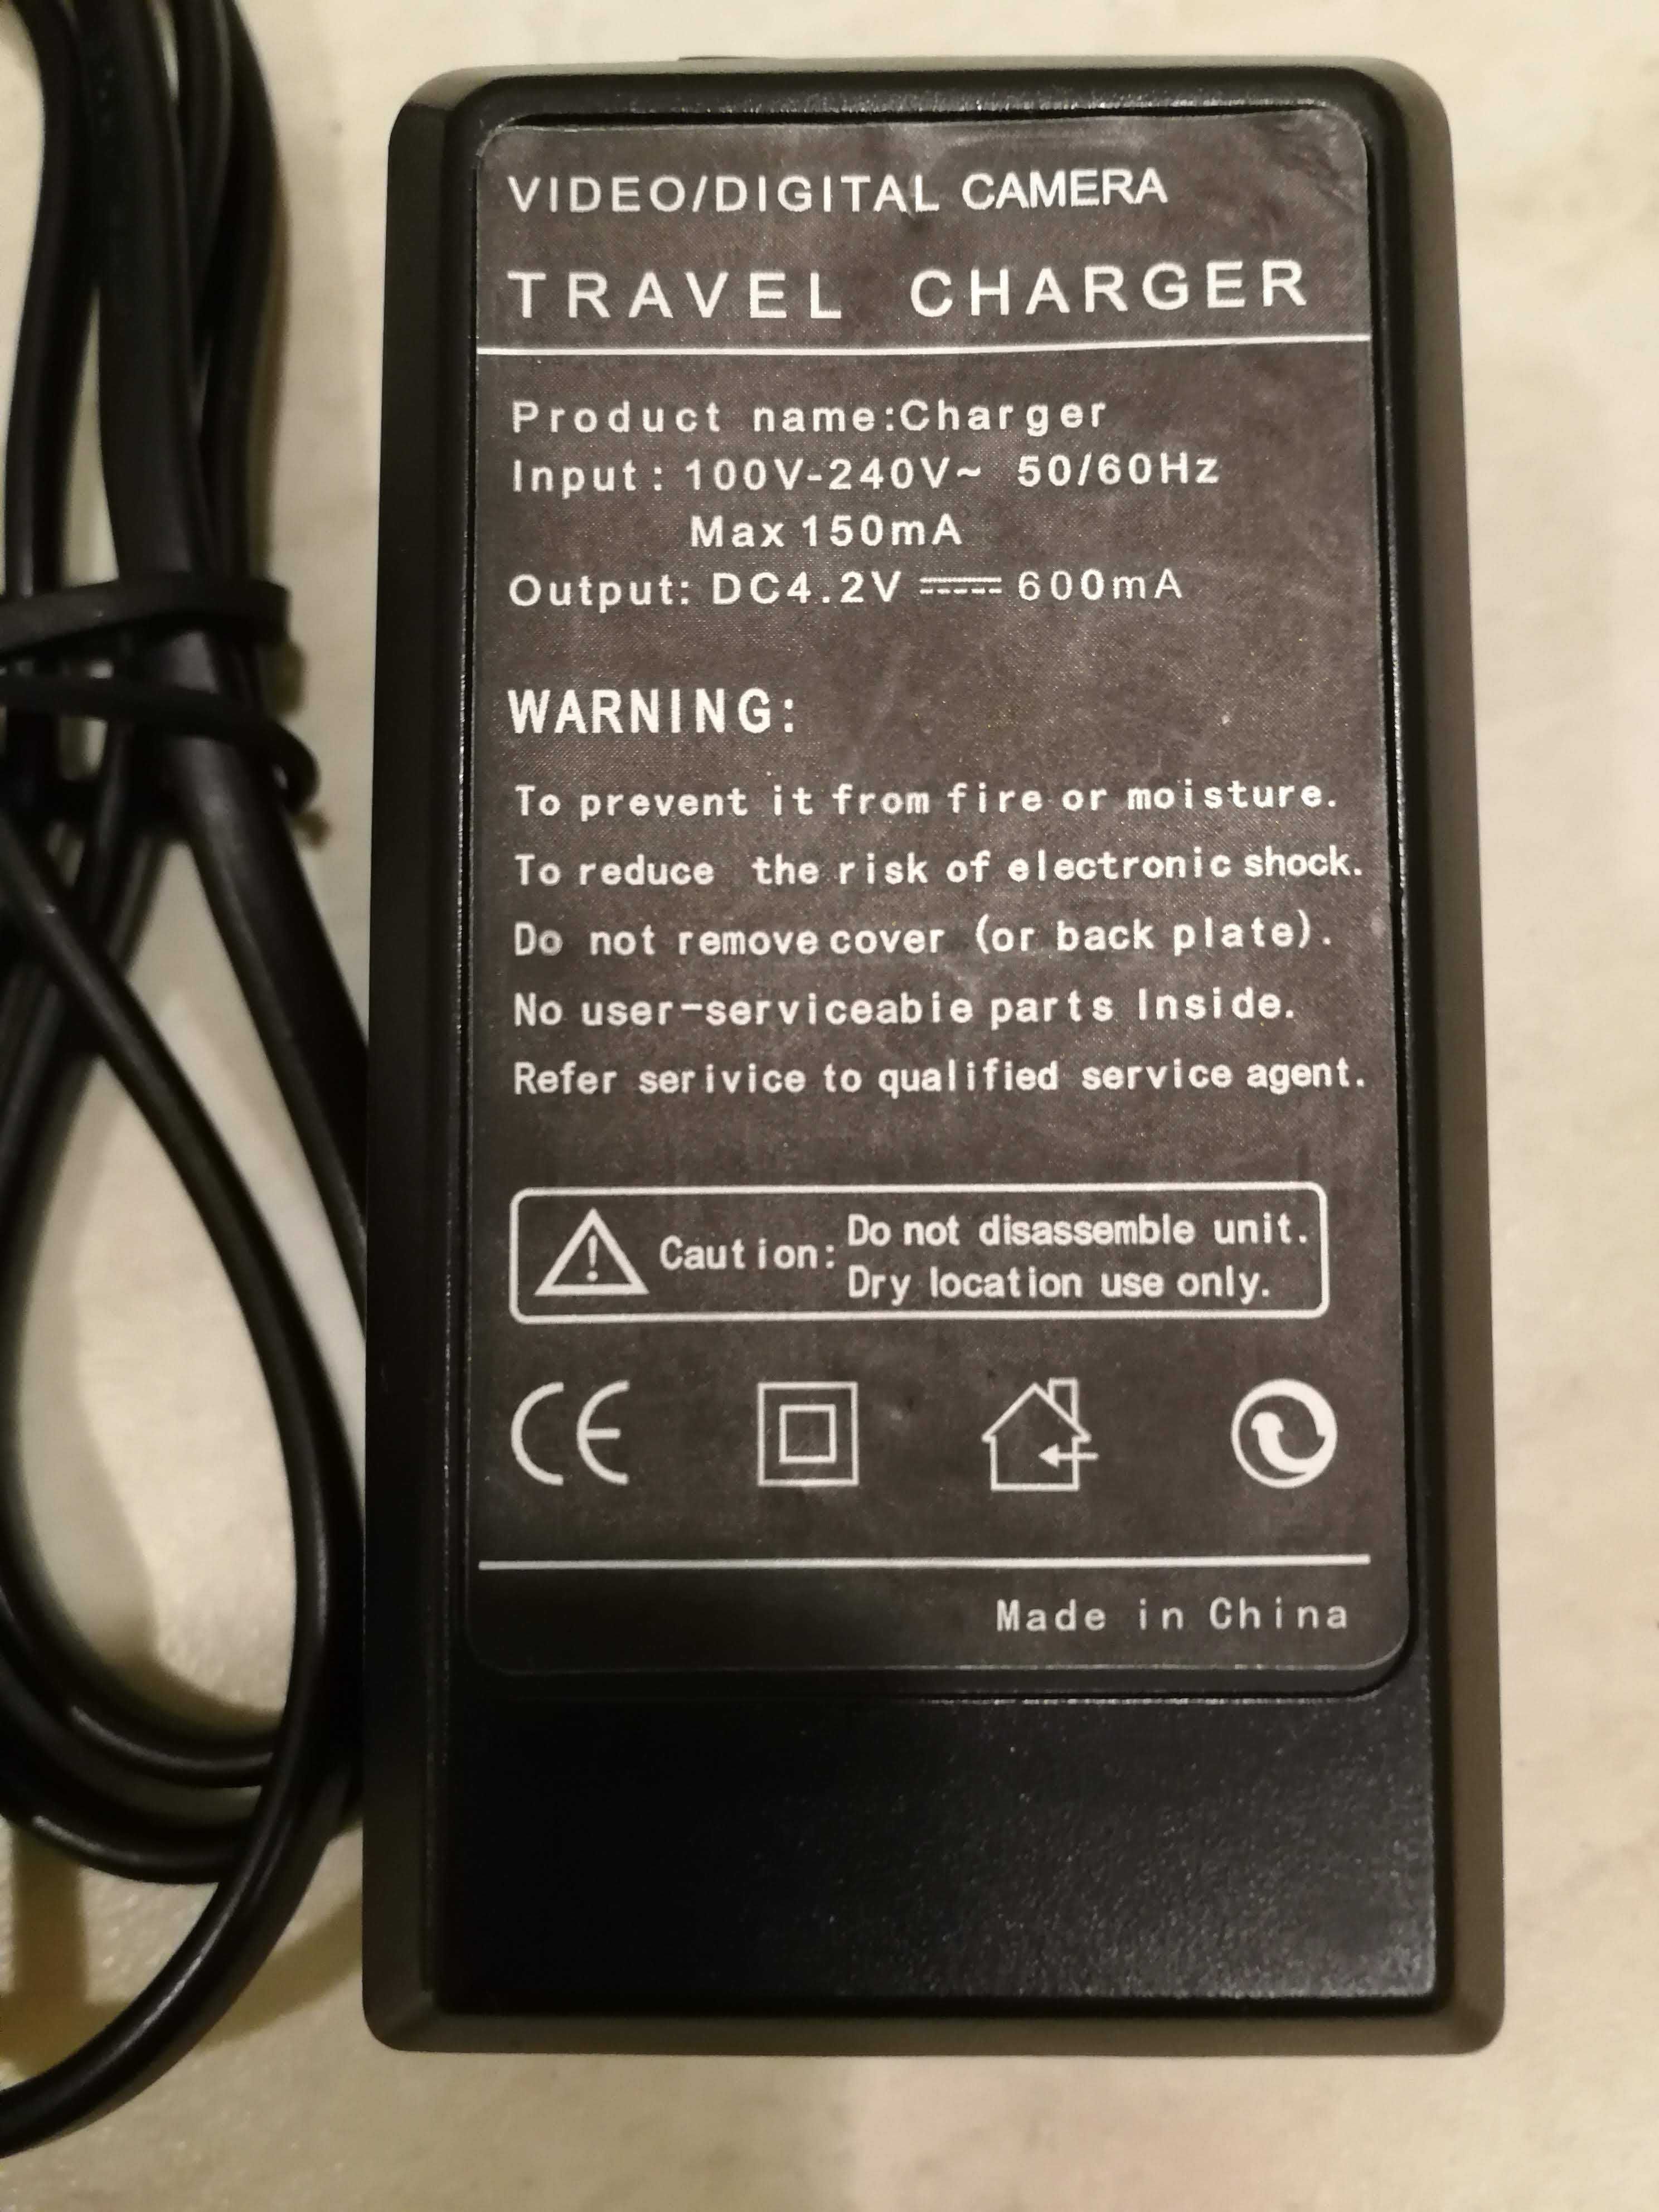 VIDEO/DIGITAL CAMERA
TRAVEL CHARGER
Product name:Charger
Input: 100V-240V~ 50/60Hz
Max 150mA
Output: DC4.2V ⎓ 600mA
WARNING:
To prevent it from fire or moisture.
To reduce the risk of electronic shock.
Do not remove cover (or back plate).
No user-serviceabie parts Inside.
Refer serivice to qualified service agent.
Caution: Do not disassemble unit.
Dry location use only.
CE
Made in China